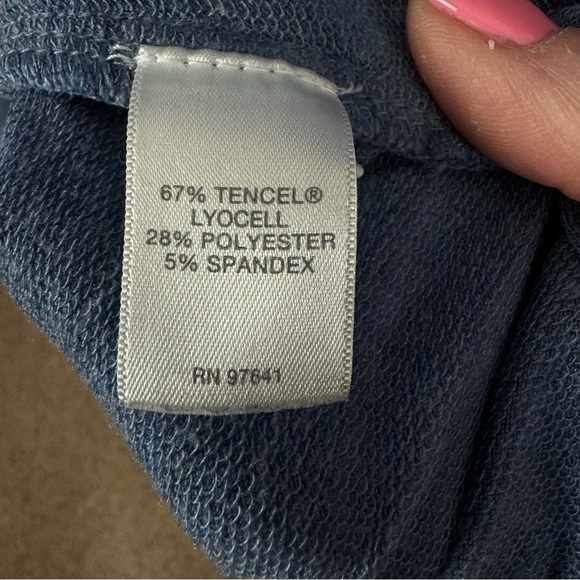 67% TENCEL®
LYOCELL
28% POLYESTER
5% SPANDEX
RN 97641